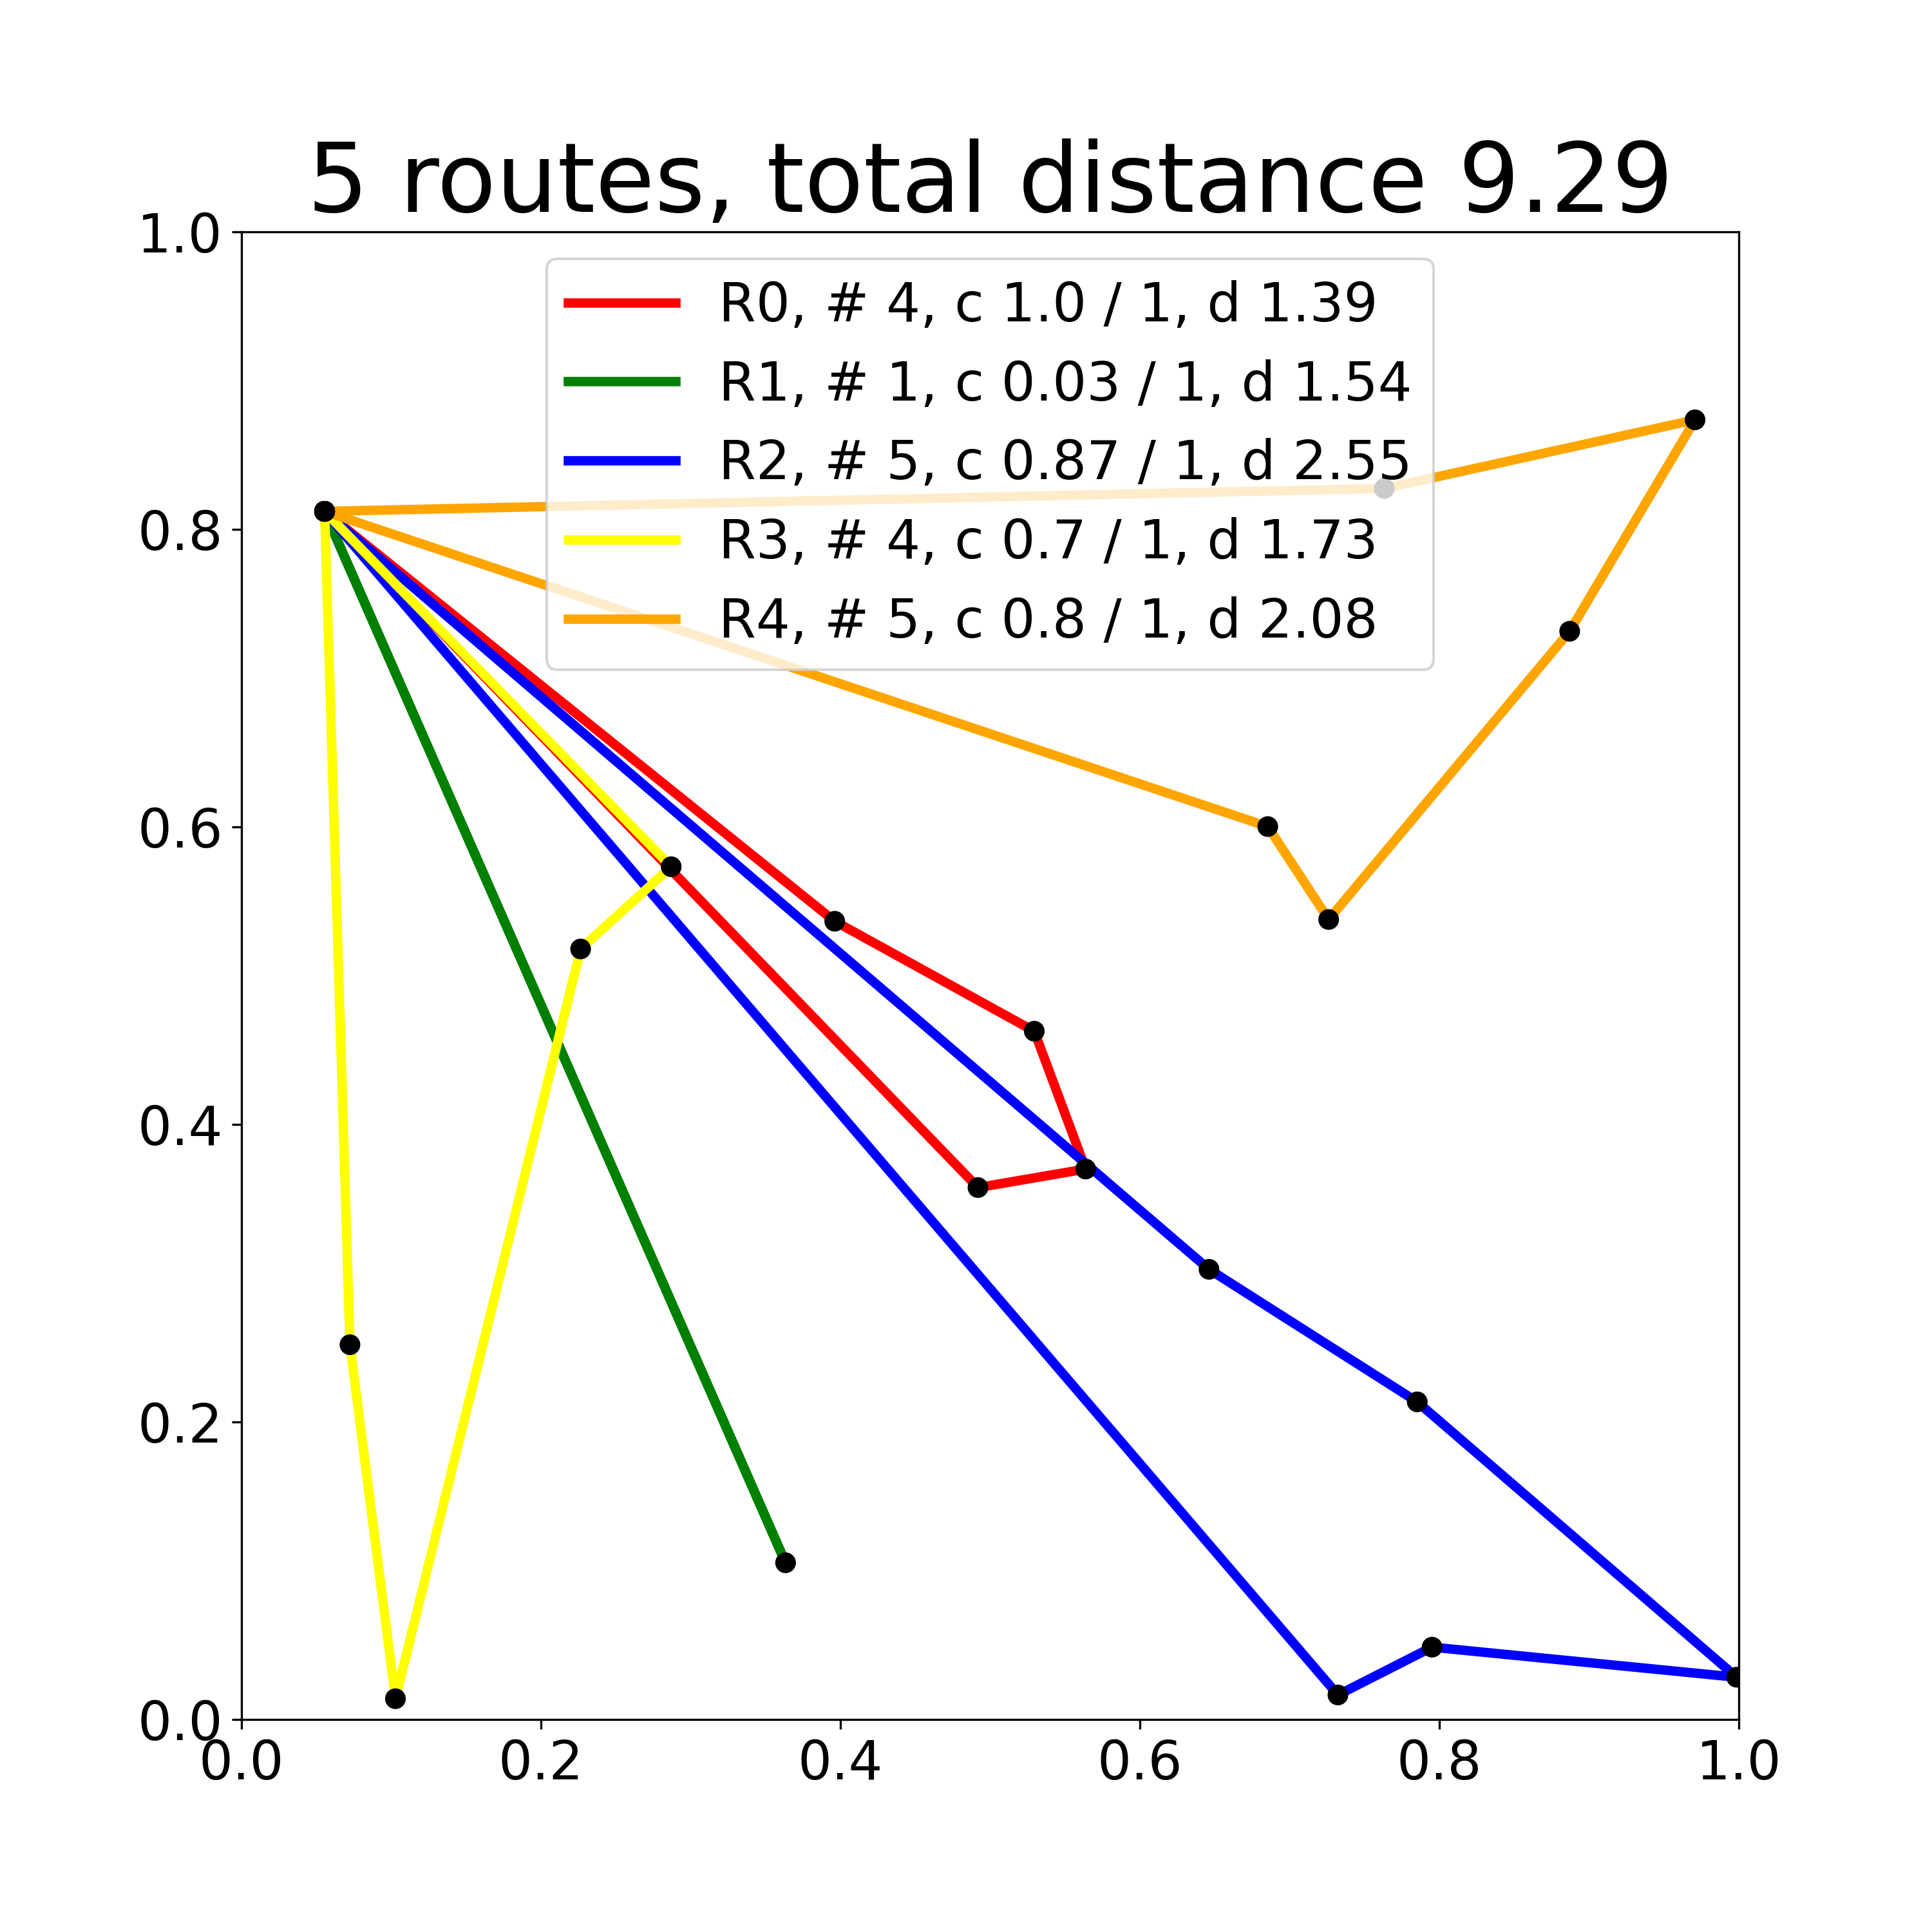 5 routes, total distance 9.29
1.0
R0, # 4, c 1.0 / 1, d 1.39
R1, # 1, c 0.03 / 1, d 1.54
R2, # 5, c 0.87 / 1, d 2.55
R3, # 4, c 0.7 / 1, d 1.73
R4, # 5, c 0.8 / 1, d 2.08
0.8
0.6
0.4
0.2
0.0
0.0 0.2 0.4 0.6 0.8 1.0